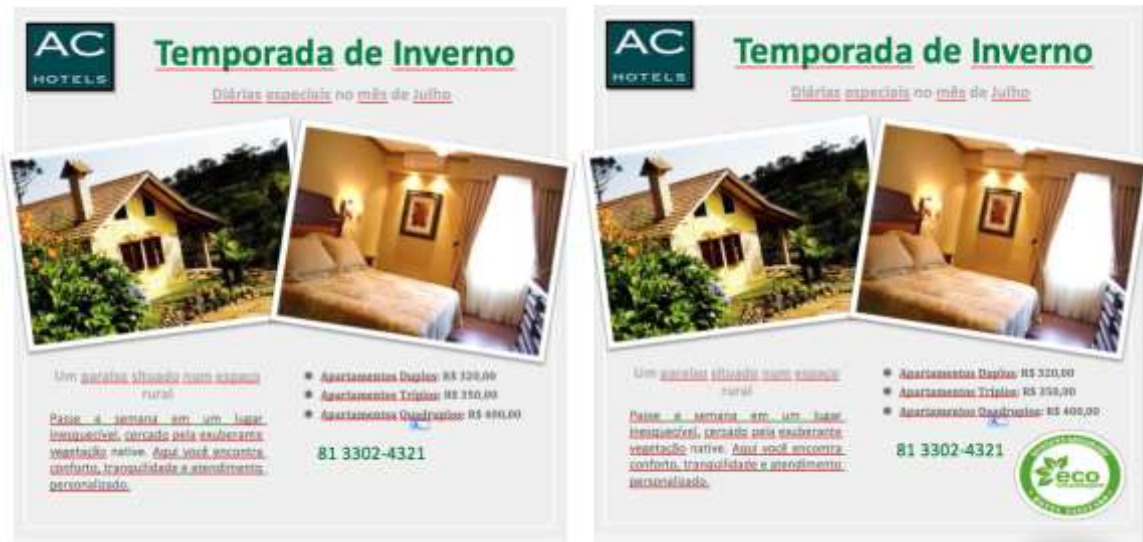 AC
HOTELS
Temporada de Inverno
Diárias especiais no mês de Julho
Um paraíso situado num espaço
rural
Passe a semana em um lugar
inesquecível, cercado pela exuberante
vegetação native. Aqui você encontra
conforto, tranquilidade e atendimento
personalizado.
Apartamentos Duplos: R$ 320,00
Apartamentos Triplos: R$ 350,00
Apartamentos Quadruplos: R$ 400,00
81 3302-4321
AC
HOTELS
Temporada de Inverno
Diárias especiais no mês de Julho
Um paraíso situado num espaço
rural
Passe a semana em um lugar
inesquecível, cercado pela exuberante
vegetação native. Aqui você encontra
conforto, tranquilidade e atendimento
personalizado.
Apartamentos Duplos: R$ 320,00
Apartamentos Triplos: R$ 350,00
Apartamentos Quadruplos: R$ 400,00
81 3302-4321
eco